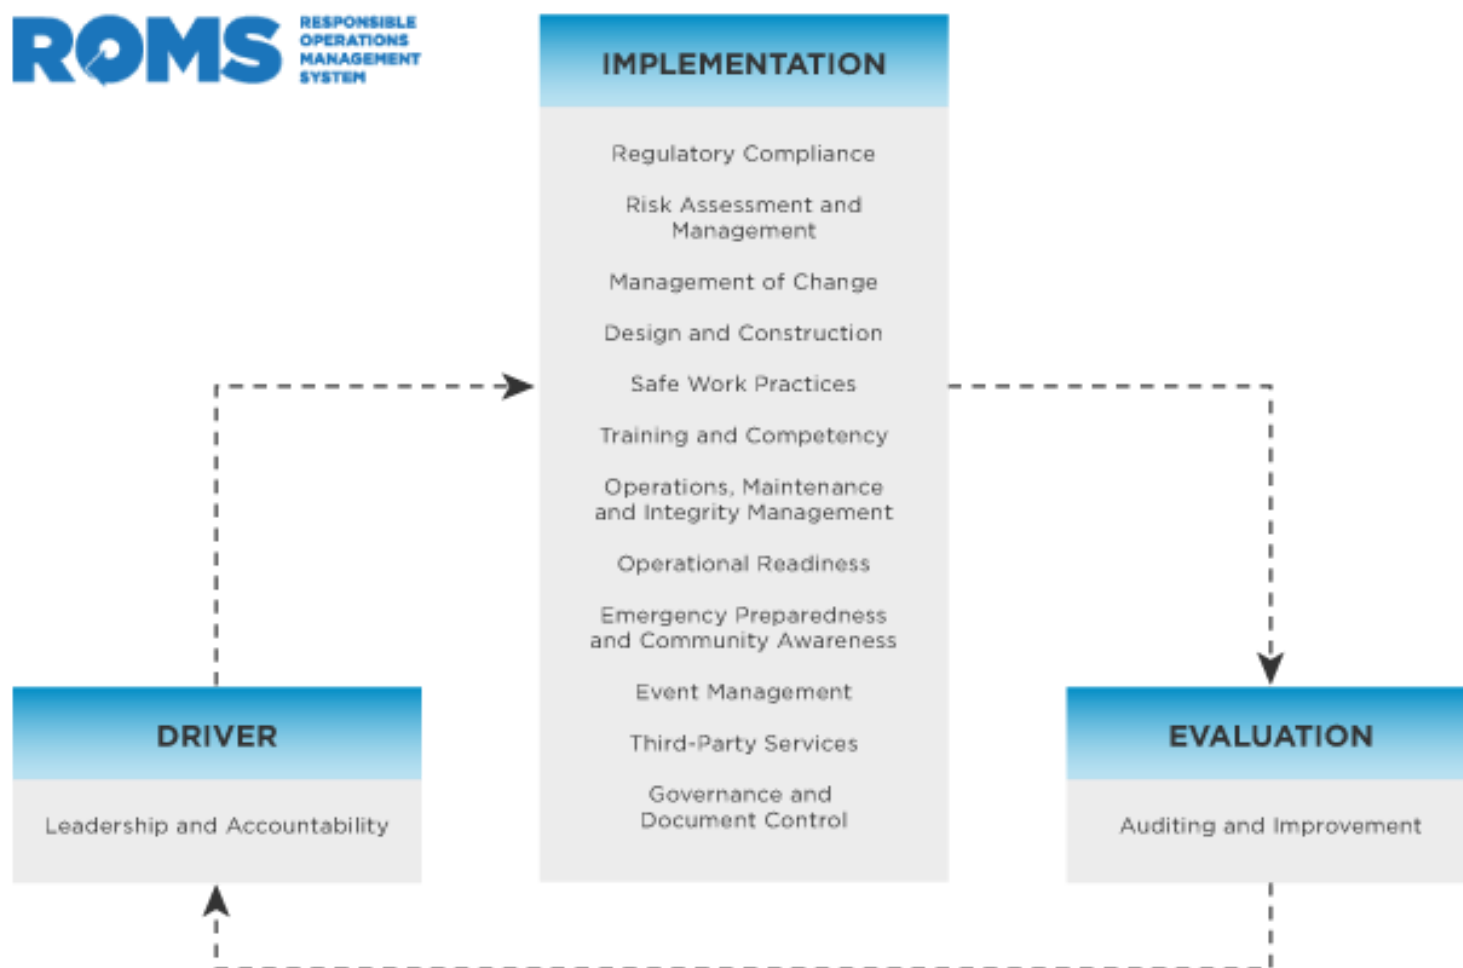 ROMS
RESPONSIBLE
OPERATIONS
MANAGEMENT
SYSTEM
IMPLEMENTATION
Regulatory Compliance
Risk Assessment and
Management
Management of Change
Design and Construction
Safe Work Practices
Training and Competency
Operations, Maintenance
and Integrity Management
Operational Readiness
Emergency Preparedness
and Community Awareness
Event Management
Third-Party Services
Governance and
Document Control
DRIVER
Leadership and Accountability
EVALUATION
Auditing and Improvement